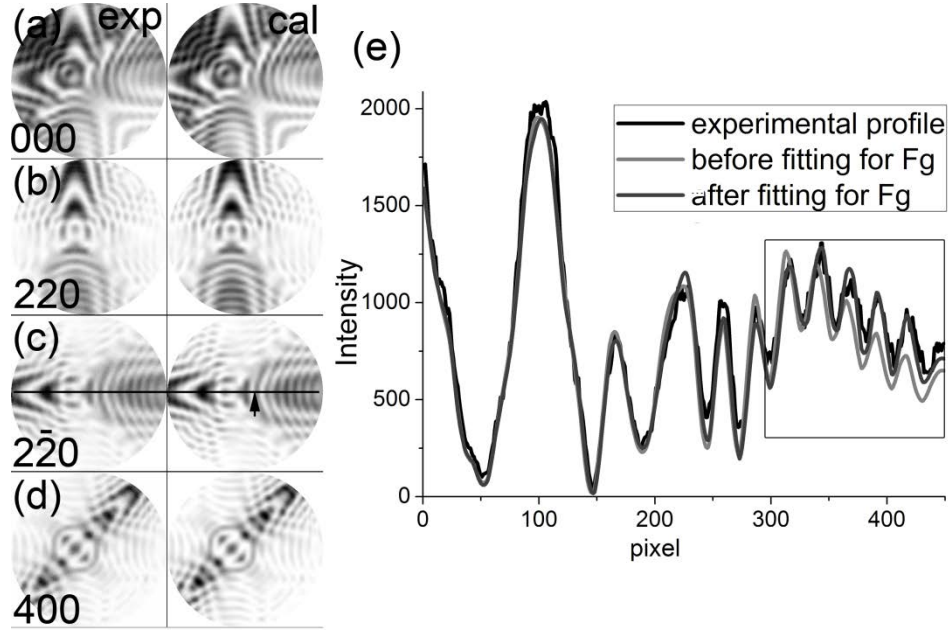 (a) exp cal
000
(b)
220
(c)
22̄0
(d)
400
(e)
Intensity
2000
1500
1000
500
0
0 100 200 300 400
pixel
experimental profile
before fitting for Fg
after fitting for Fg